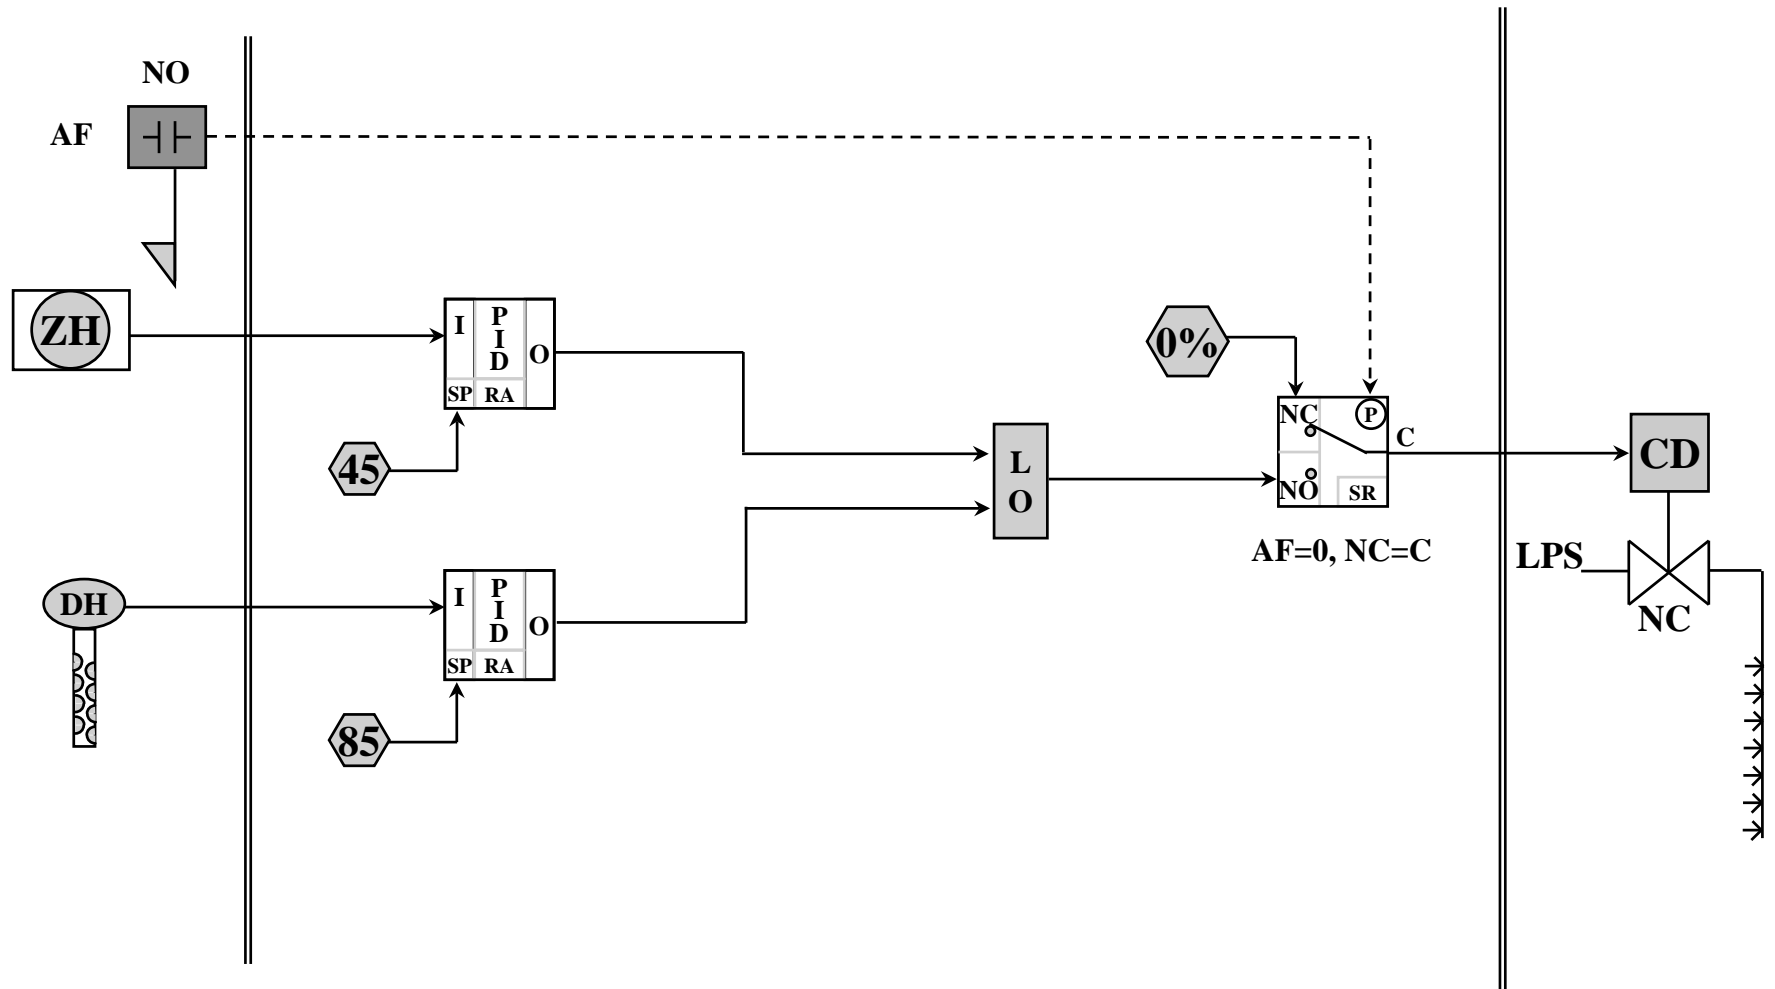 NO
AF
ZH
I
P
I
D
O
SP
RA
45
0%
NC
P
C
NO
SR
AF=0, NC=C
L
O
CD
LPS
NC
DH
I
P
I
D
O
SP
RA
85